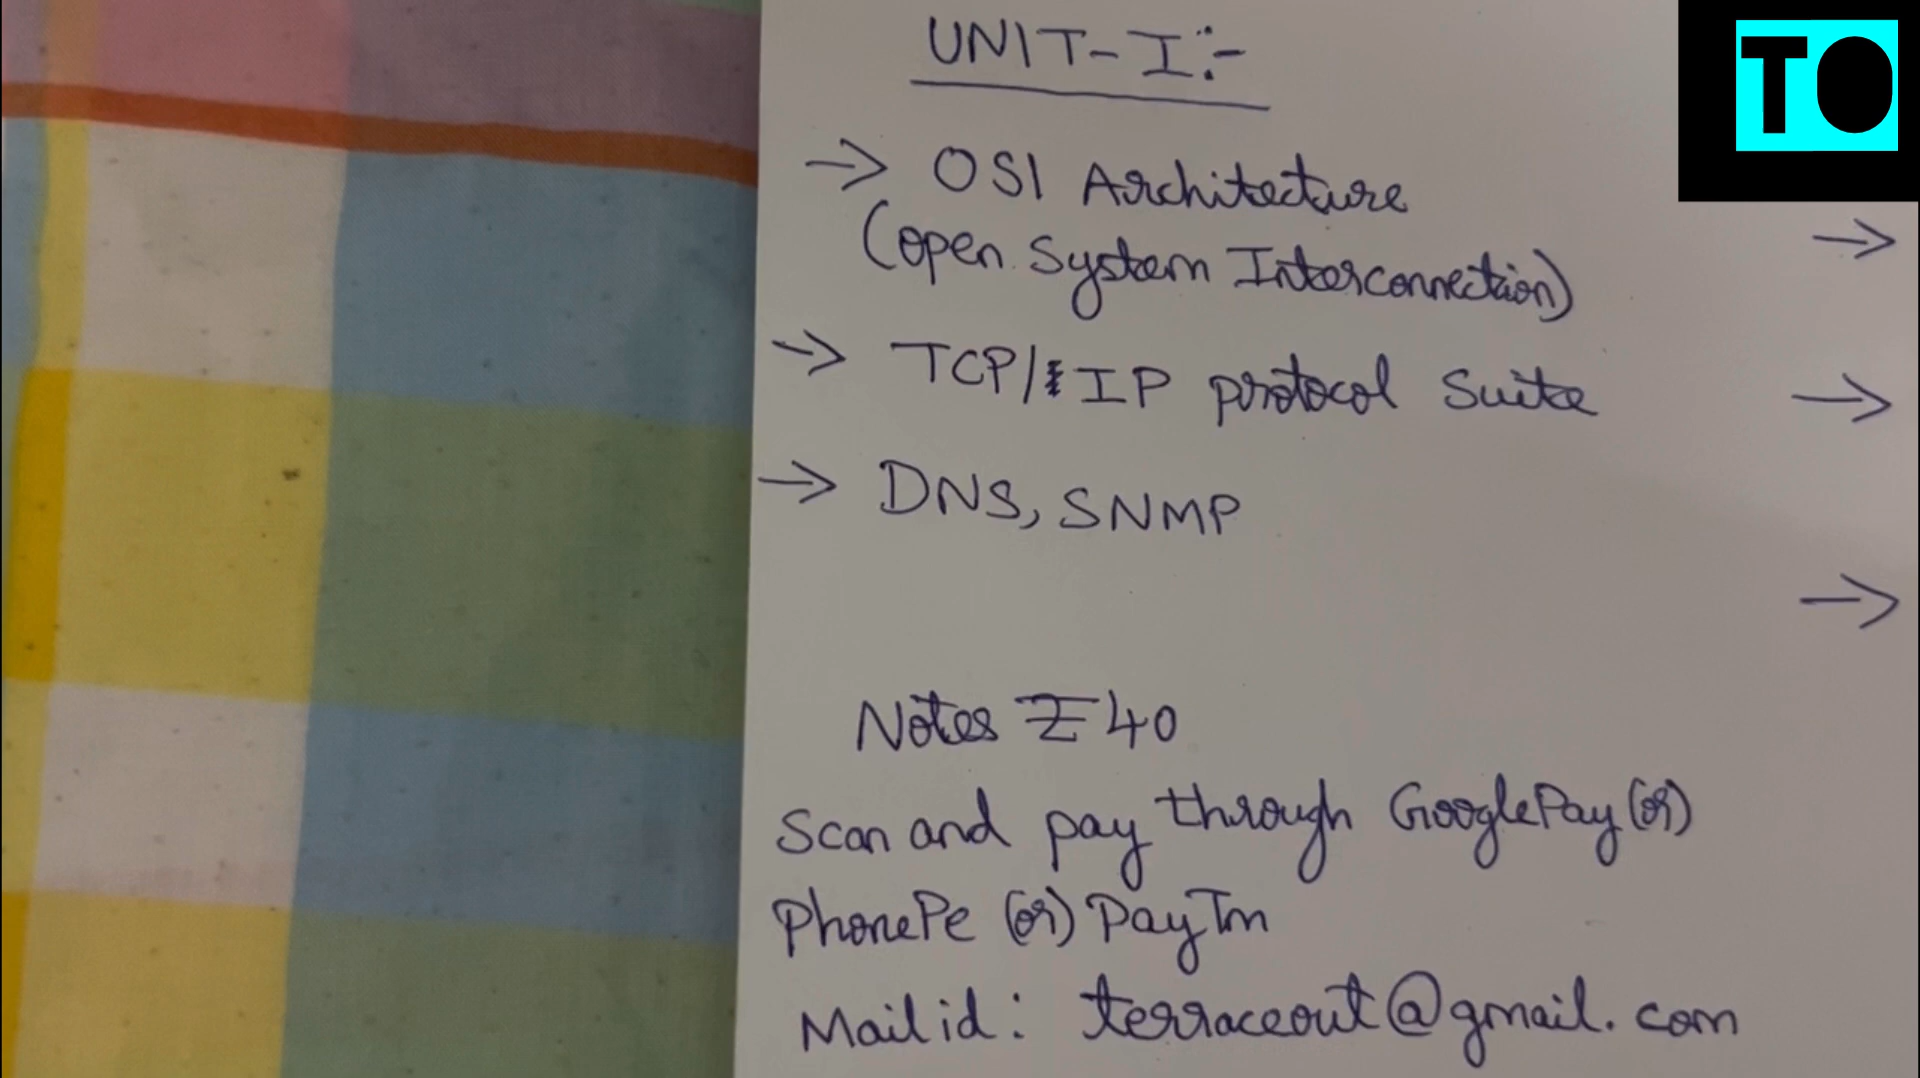 UNIT-I:-
TO
→ OSI Architecture
(open System Interconnection)
→
→ TCP/IP protocol Suite
→
→ DNS, SNMP
→
Notes ₹40
Scan and pay through GooglePay (or)
PhonePe (or) PayTm
Mail id: terraceout@gmail.com